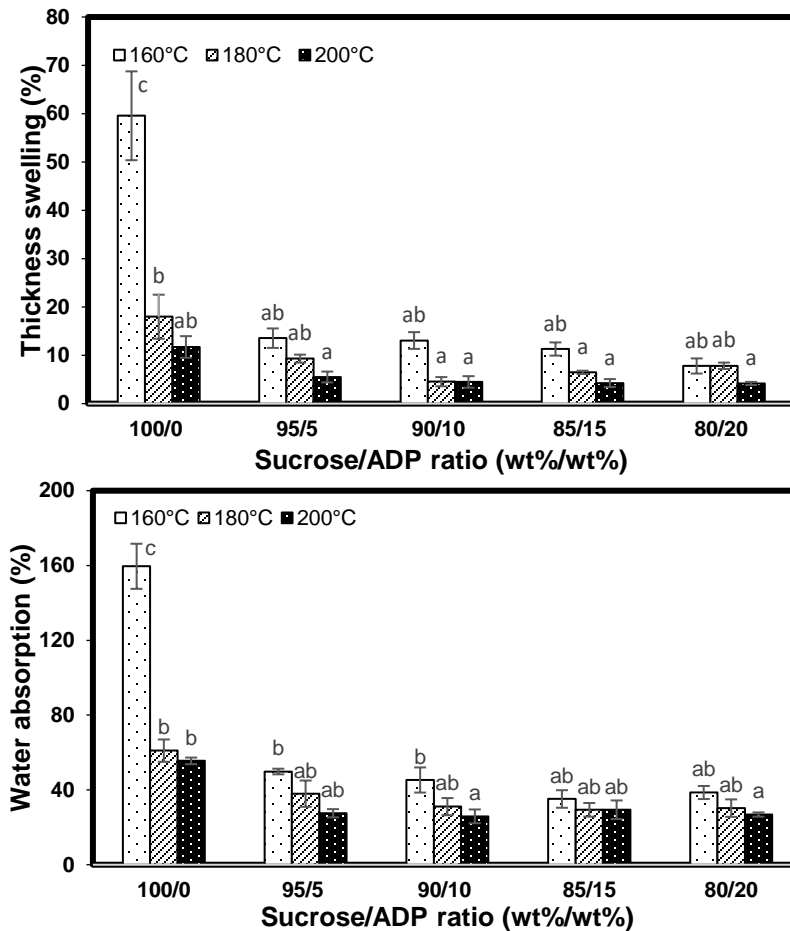 80
70
60
50
40
30
20
10
0
Thickness swelling (%)
160°C 180°C 200°C
c
b
ab
ab
ab
a
ab
a
a
ab
a
a
ab
ab
a
100/0 95/5 90/10 85/15 80/20
Sucrose/ADP ratio (wt%/wt%)
200
160
120
80
40
0
Water absorption (%)
160°C 180°C 200°C
c
b
b
b
ab
ab
b
ab
a
ab
ab
ab
ab
ab
a
100/0 95/5 90/10 85/15 80/20
Sucrose/ADP ratio (wt%/wt%)